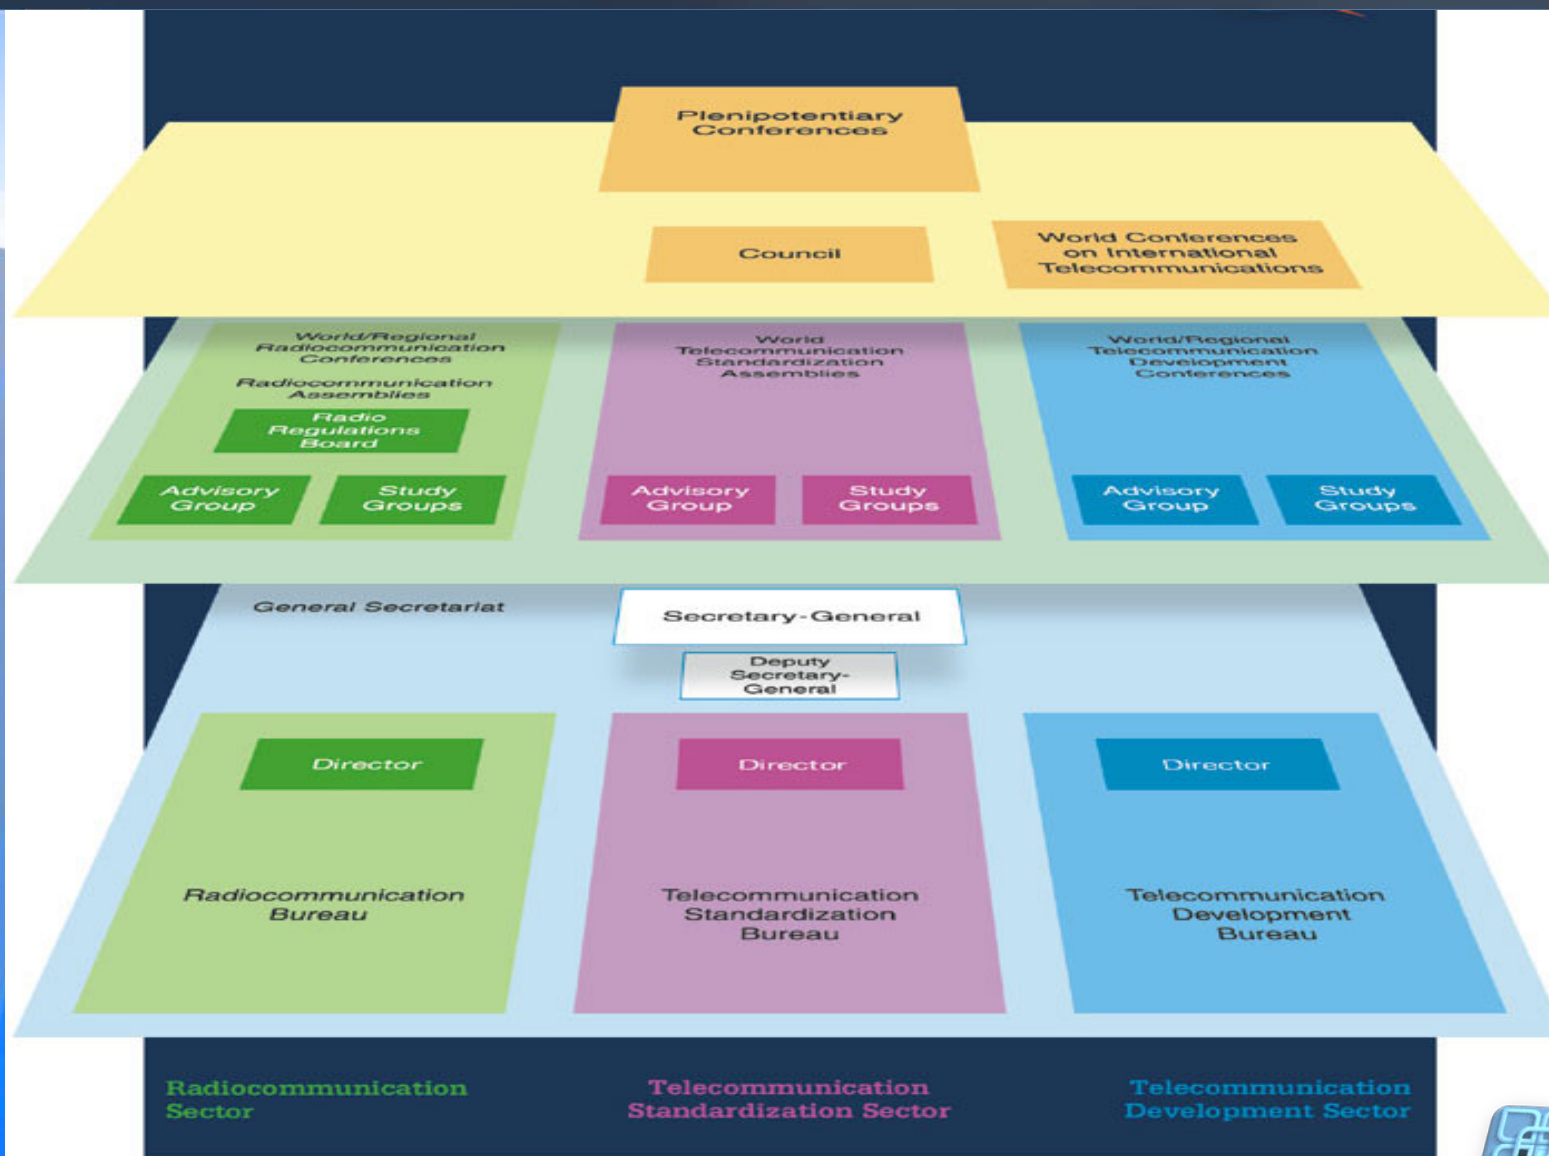 Plenipotentiary
Conferences
Council
World Conferences
on International
Telecommunications
World/Regional
Radiocommunication
Conferences
Radiocommunication
Assemblies
Radio
Regulations
Board
Advisory
Group
Study
Groups
World
Telecommunication
Standardization
Assemblies
Advisory
Group
Study
Groups
World/Regional
Telecommunication
Development
Conferences
Advisory
Group
Study
Groups
General Secretariat
Secretary-General
Deputy
Secretary-
General
Director
Radiocommunication
Bureau
Director
Telecommunication
Standardization
Bureau
Director
Telecommunication
Development
Bureau
Radiocommunication
Sector
Telecommunication
Standardization Sector
Telecommunication
Development Sector